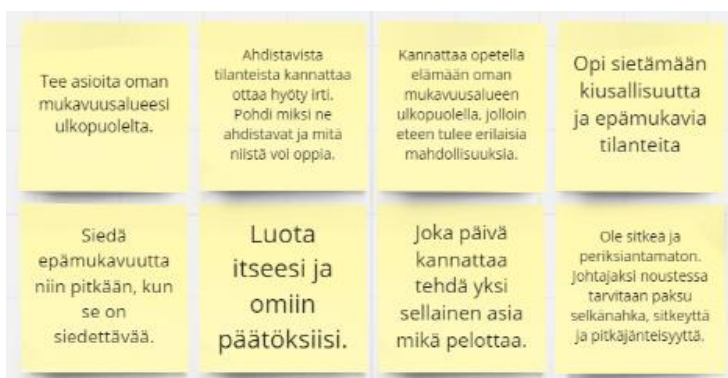 Tee asioita oman
mukavuusalueesi
ulkopuolelta.
Ahdistavista
tilanteista kannattaa
ottaa hyöty irti.
Pohdi miksi ne
ahdistavat ja mitä
niistä voi oppia.
Kannattaa opetella
elämään oman
mukavuusalueen
ulkopuolella, jolloin
eteen tulee erilaisia
mahdollisuuksia.
Opi sietämään
kiusallisuutta
ja epämukavia
tilanteita
Siedä
epämukavuutta
niin pitkään, kun
se on
siedettävää.
Luota
itseesi ja
omiin
päätöksiisi.
Joka päivä
kannattaa
tehdä yksi
sellainen asia
mikä pelottaa.
Ole sitkeä ja
periksiantamaton.
Johtajaksi noustessa
tarvitaan paksu
selkänahka, sitkeyttä
ja pitkäjänteisyyttä.